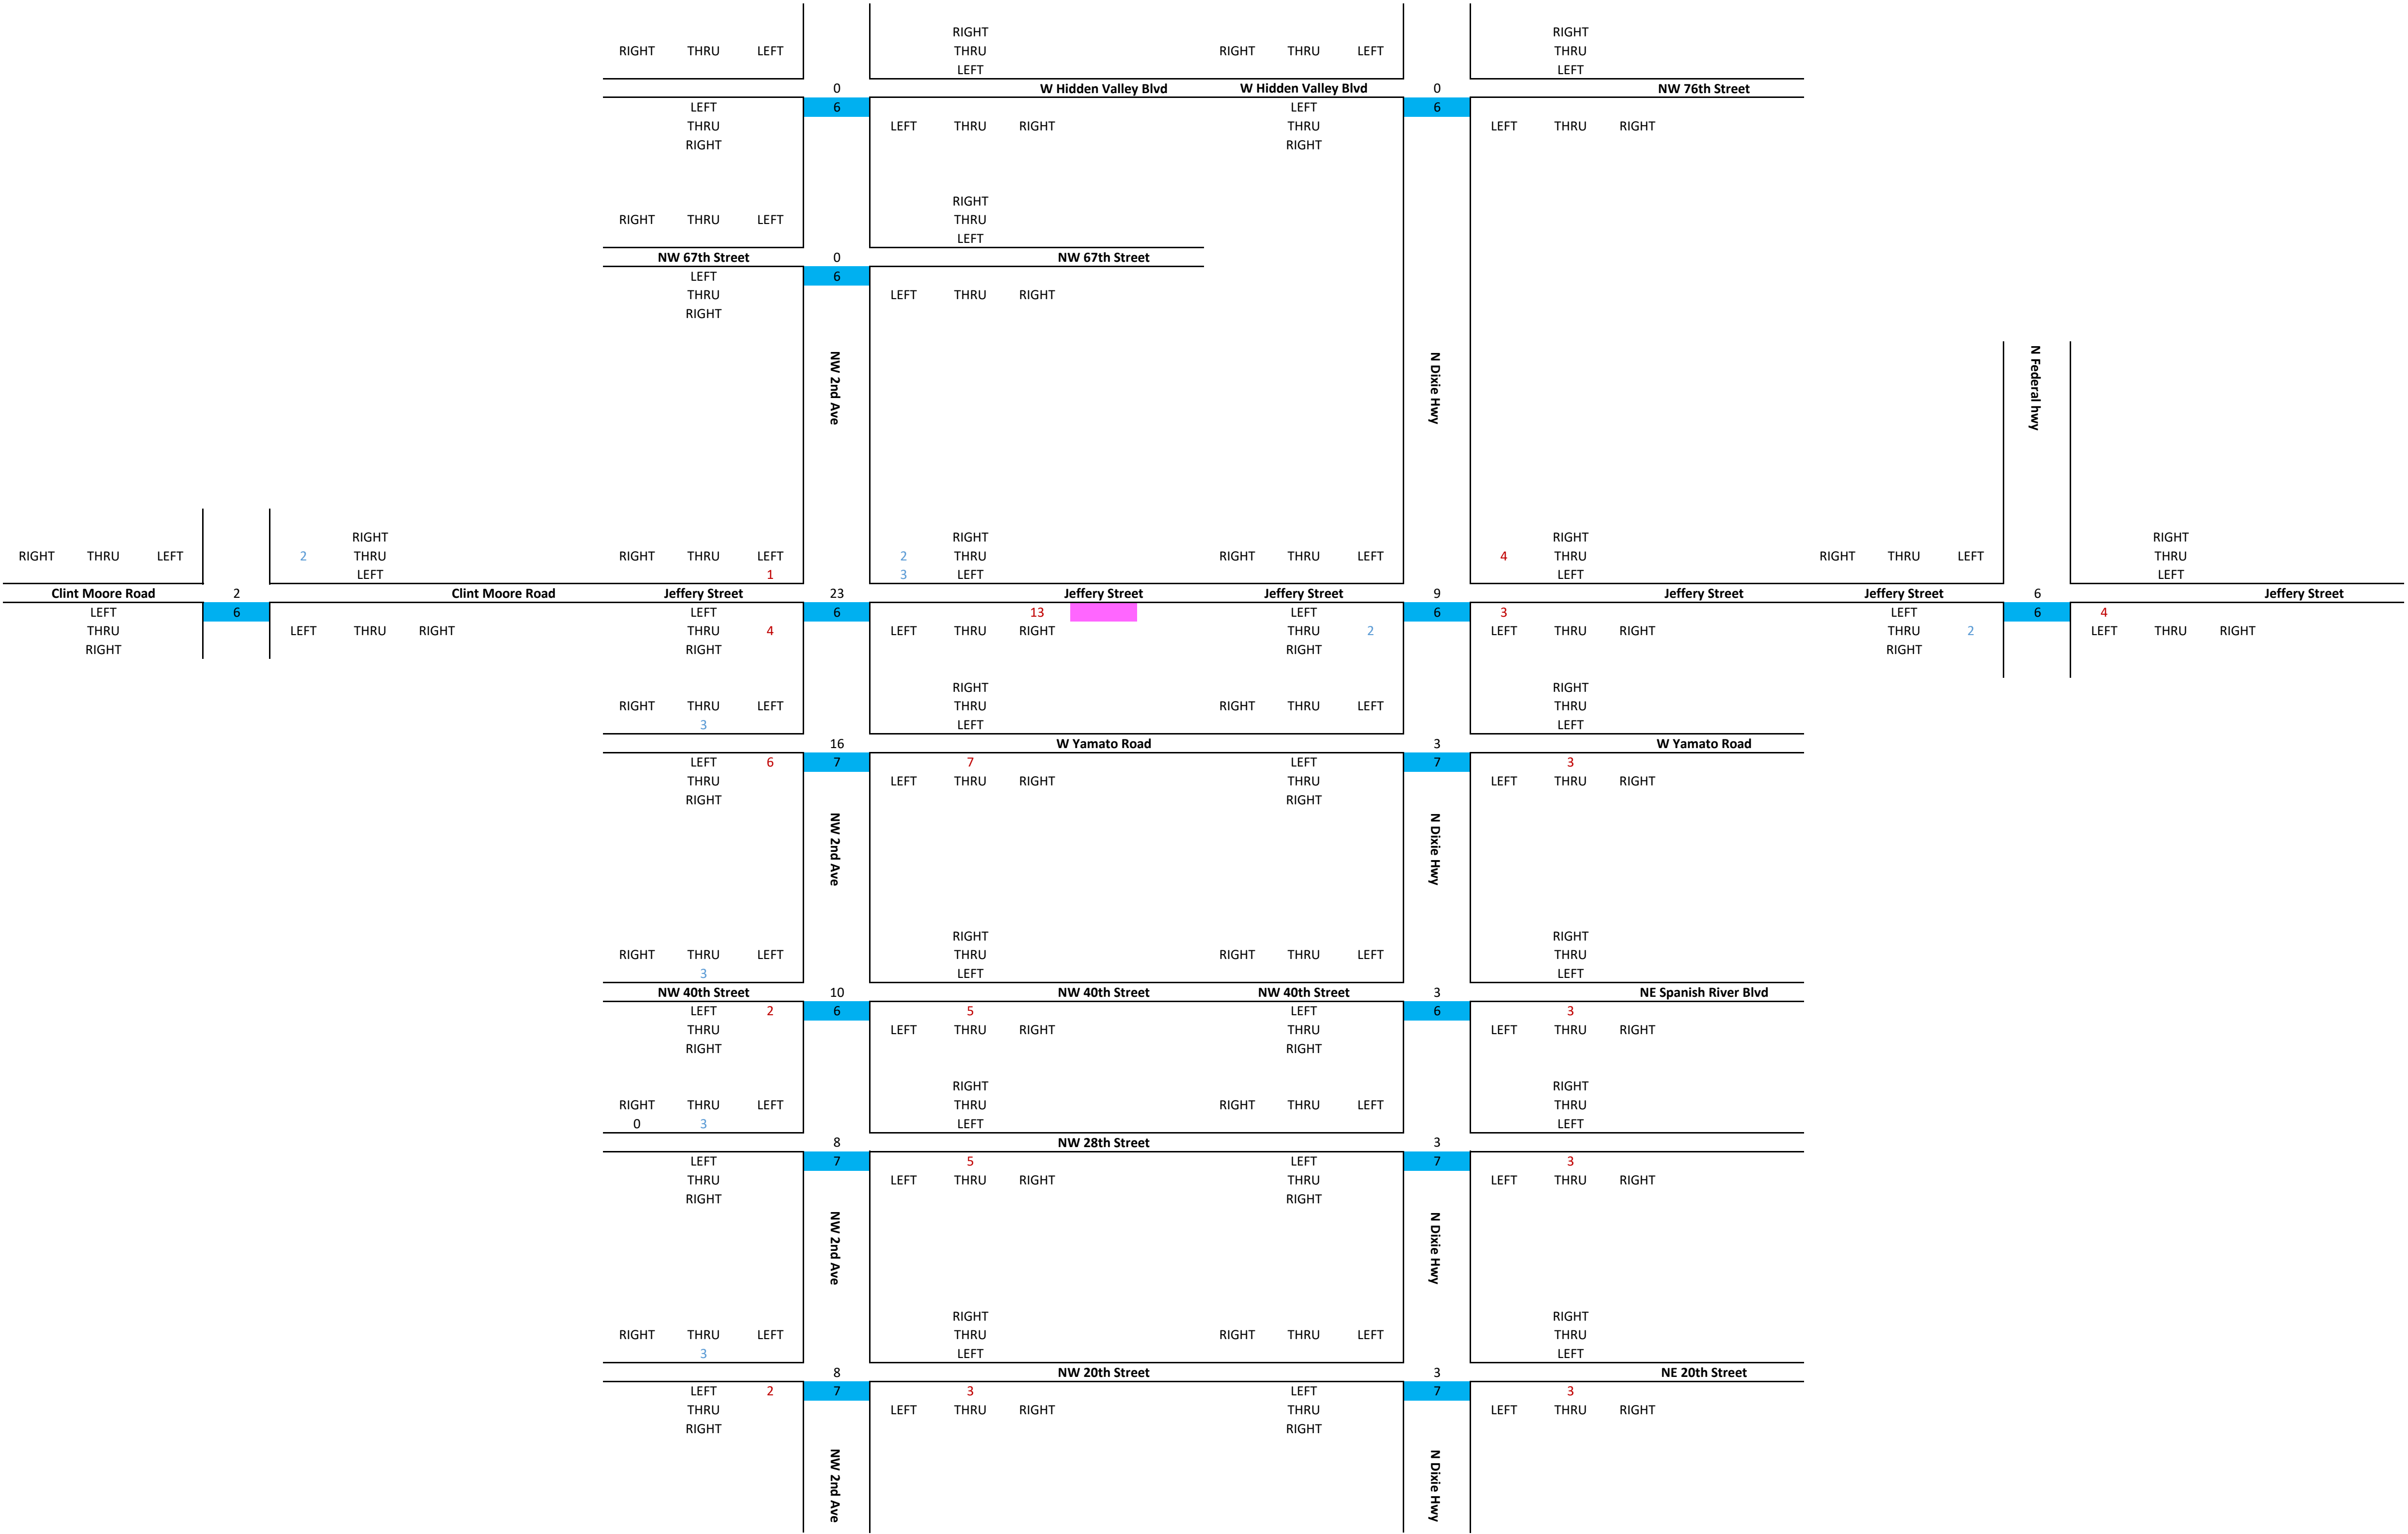 RIGHT RIGHT
RIGHT THRU LEFT THRU RIGHT THRU LEFT THRU
LEFT LEFT
0 W Hidden Valley Blvd W Hidden Valley Blvd 0 NW 76th Street
LEFT 6 LEFT 6
THRU LEFT THRU RIGHT THRU LEFT THRU RIGHT
RIGHT RIGHT
RIGHT
RIGHT THRU LEFT THRU
LEFT
NW 67th Street 0 NW 67th Street
LEFT 6
THRU LEFT THRU RIGHT
RIGHT
NW 2nd Ave
N Dixie Hwy
N Federal hwy
RIGHT RIGHT RIGHT RIGHT
RIGHT THRU LEFT 2 THRU RIGHT THRU LEFT 2 THRU RIGHT THRU LEFT 4 THRU RIGHT THRU LEFT THRU
LEFT 1 3 LEFT LEFT LEFT
Clint Moore Road 2 Clint Moore Road Jeffery Street 23 Jeffery Street Jeffery Street 9 Jeffery Street Jeffery Street 6 Jeffery Street
LEFT 6 LEFT 6 13 LEFT 6 3 LEFT 6 4
THRU LEFT THRU RIGHT THRU 4 LEFT THRU RIGHT THRU 2 LEFT THRU RIGHT THRU 2 LEFT THRU RIGHT
RIGHT RIGHT RIGHT RIGHT
RIGHT RIGHT
RIGHT THRU LEFT THRU RIGHT THRU LEFT THRU
3 LEFT LEFT
16 W Yamato Road 3 W Yamato Road
LEFT 6 7 7 LEFT 7 3
THRU LEFT THRU RIGHT THRU LEFT THRU RIGHT
RIGHT RIGHT
NW 2nd Ave
N Dixie Hwy
RIGHT RIGHT
RIGHT THRU LEFT THRU RIGHT THRU LEFT THRU
3 LEFT LEFT
NW 40th Street 10 NW 40th Street NW 40th Street 3 NE Spanish River Blvd
LEFT 2 6 5 LEFT 6 3
THRU LEFT THRU RIGHT THRU LEFT THRU RIGHT
RIGHT RIGHT
RIGHT RIGHT
RIGHT THRU LEFT THRU RIGHT THRU LEFT THRU
0 3 LEFT LEFT
8 NW 28th Street 3
LEFT 7 5 LEFT 7 3
THRU LEFT THRU RIGHT THRU LEFT THRU RIGHT
RIGHT RIGHT
NW 2nd Ave
N Dixie Hwy
RIGHT RIGHT
RIGHT THRU LEFT THRU RIGHT THRU LEFT THRU
3 LEFT LEFT
8 NW 20th Street 3 NE 20th Street
LEFT 2 7 3 LEFT 7 3
THRU LEFT THRU RIGHT THRU LEFT THRU RIGHT
RIGHT RIGHT
NW 2nd Ave
N Dixie Hwy